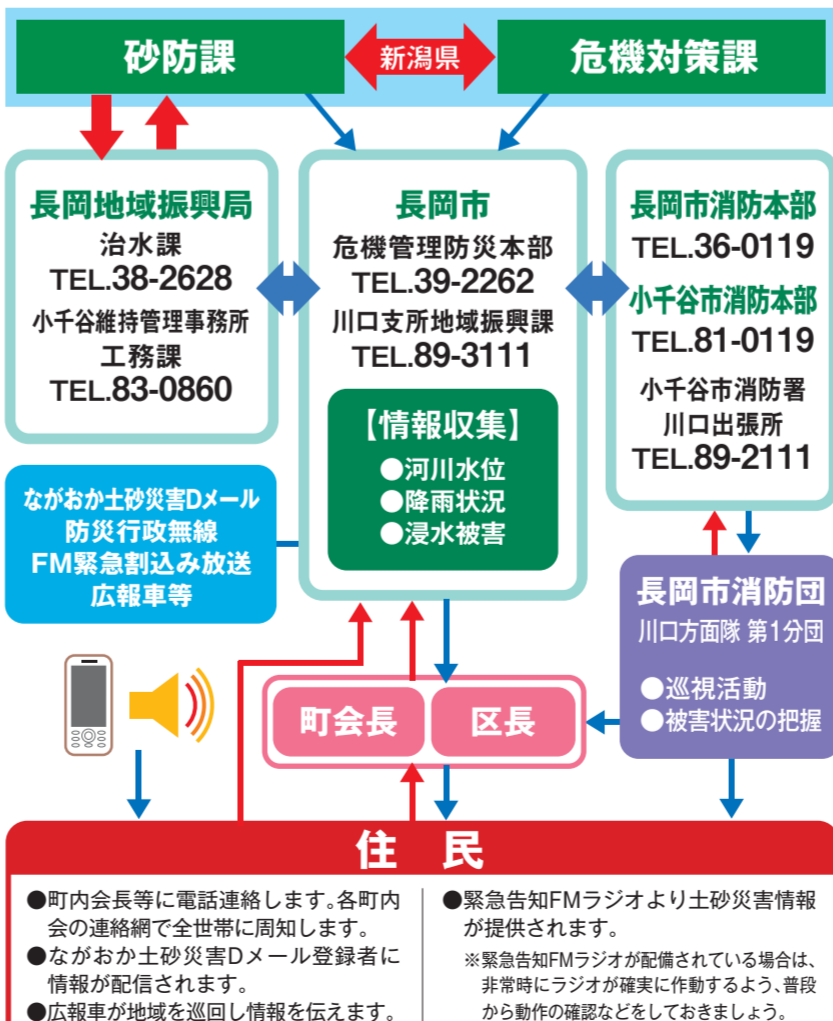 砂防課
新潟県
危機対策課
長岡地域振興局
治水課
TEL.38-2628
小千谷維持管理事務所
工務課
TEL.83-0860
長岡市
危機管理防災本部
TEL.39-2262
川口支所地域振興課
TEL.89-3111
【情報収集】
●河川水位
●降雨状況
●浸水被害
長岡市消防本部
TEL.36-0119
小千谷市消防本部
TEL.81-0119
小千谷市消防署
川口出張所
TEL.89-2111
ながおか土砂災害Dメール
防災行政無線
FM緊急割込み放送
広報車等
長岡市消防団
川口方面隊 第1分団
●巡視活動
●被害状況の把握
町会長
区長
住 民
●町内会長等に電話連絡します。各町内
会の連絡網で全世帯に周知します。
●ながおか土砂災害Dメール登録者に
情報が配信されます。
●広報車が地域を巡回し情報を伝えます。
●緊急告知FMラジオより土砂災害情報
が提供されます。
※緊急告知FMラジオが配備されている場合は、
非常時にラジオが確実に作動するよう、普段
から動作の確認などをしておきましょう。